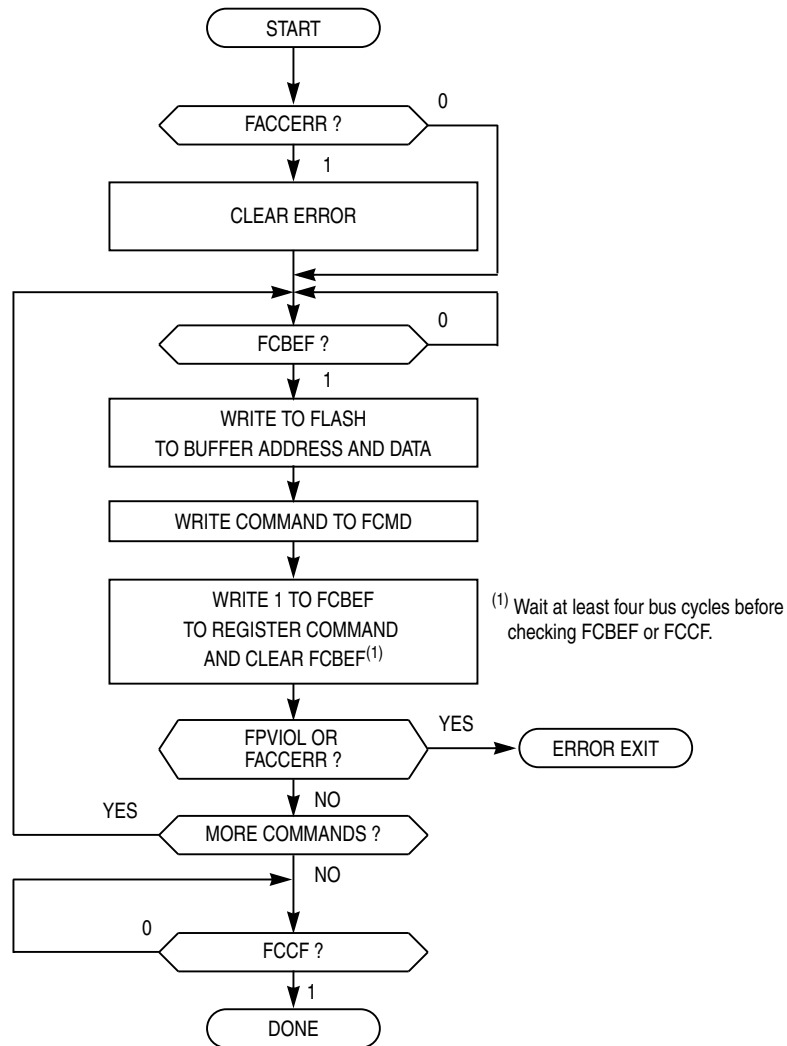 START
0
FACCERR ?
1
CLEAR ERROR
0
FCBEF ?
1
WRITE TO FLASH
TO BUFFER ADDRESS AND DATA
WRITE COMMAND TO FCMD
WRITE 1 TO FCBEF
TO REGISTER COMMAND
AND CLEAR FCBEF(1)
(1) Wait at least four bus cycles before
checking FCBEF or FCCF.
FPVIOL OR
FACCERR ?
YES
ERROR EXIT
NO
YES
MORE COMMANDS ?
NO
0
FCCF ?
1
DONE